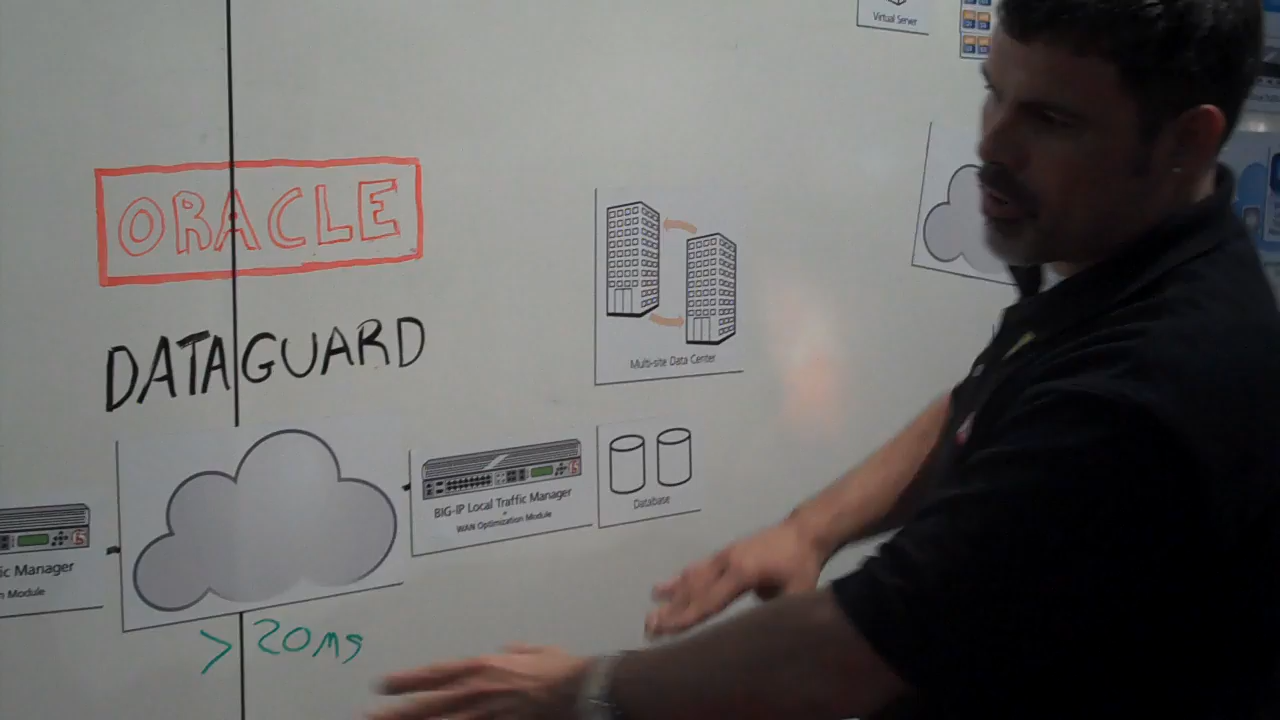 Virtual Server
ORACLE
DATAGUARD
Multi-site Data Center
BIG-IP Local Traffic Manager
+
WAN Optimization Module
Database
ic Manager
n Module
> 20ms